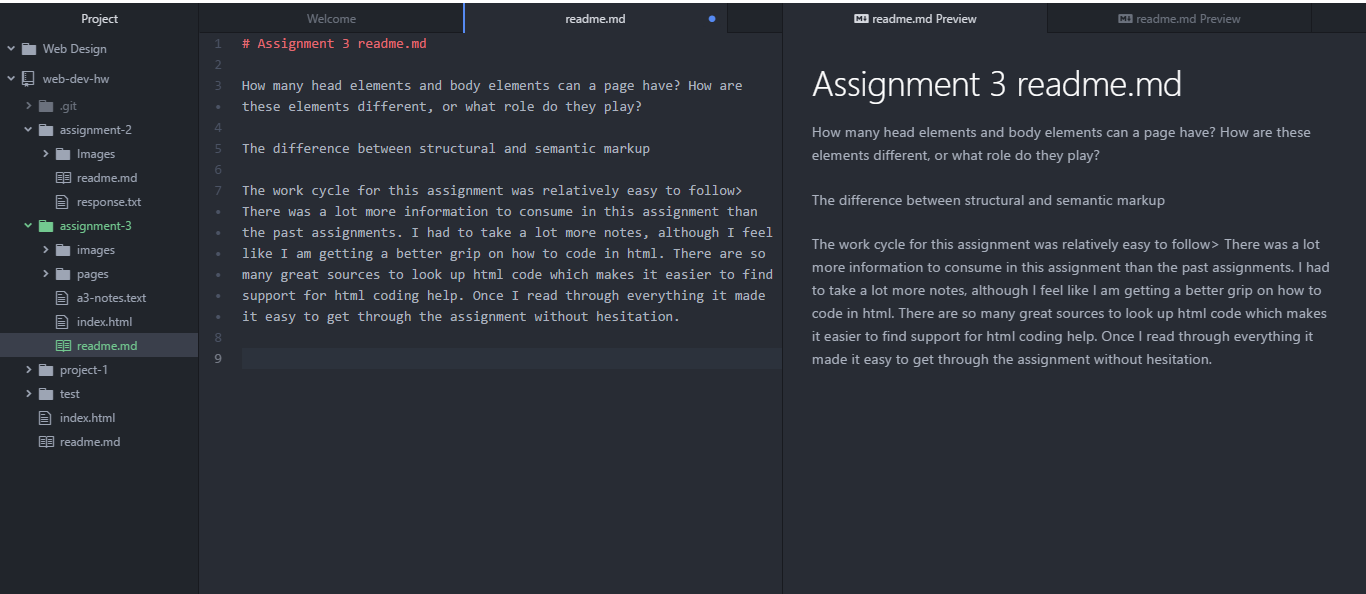 Project
Web Design
web-dev-hw
.git
assignment-2
Images
readme.md
response.txt
assignment-3
images
pages
a3-notes.text
index.html
readme.md
project-1
test
index.html
readme.md
Welcome
readme.md
1 # Assignment 3 readme.md
2
3 How many head elements and body elements can a page have? How are
• these elements different, or what role do they play?
4
5 The difference between structural and semantic markup
6
7 The work cycle for this assignment was relatively easy to follow>
• There was a lot more information to consume in this assignment than
• the past assignments. I had to take a lot more notes, although I feel
• like I am getting a better grip on how to code in html. There are so
• many great sources to look up html code which makes it easier to find
• support for html coding help. Once I read through everything it made
• it easy to get through the assignment without hesitation.
8
9
readme.md Preview
readme.md Preview
Assignment 3 readme.md
How many head elements and body elements can a page have? How are these
elements different, or what role do they play?
The difference between structural and semantic markup
The work cycle for this assignment was relatively easy to follow> There was a lot
more information to consume in this assignment than the past assignments. I had
to take a lot more notes, although I feel like I am getting a better grip on how to
code in html. There are so many great sources to look up html code which makes
it easier to find support for html coding help. Once I read through everything it
made it easy to get through the assignment without hesitation.